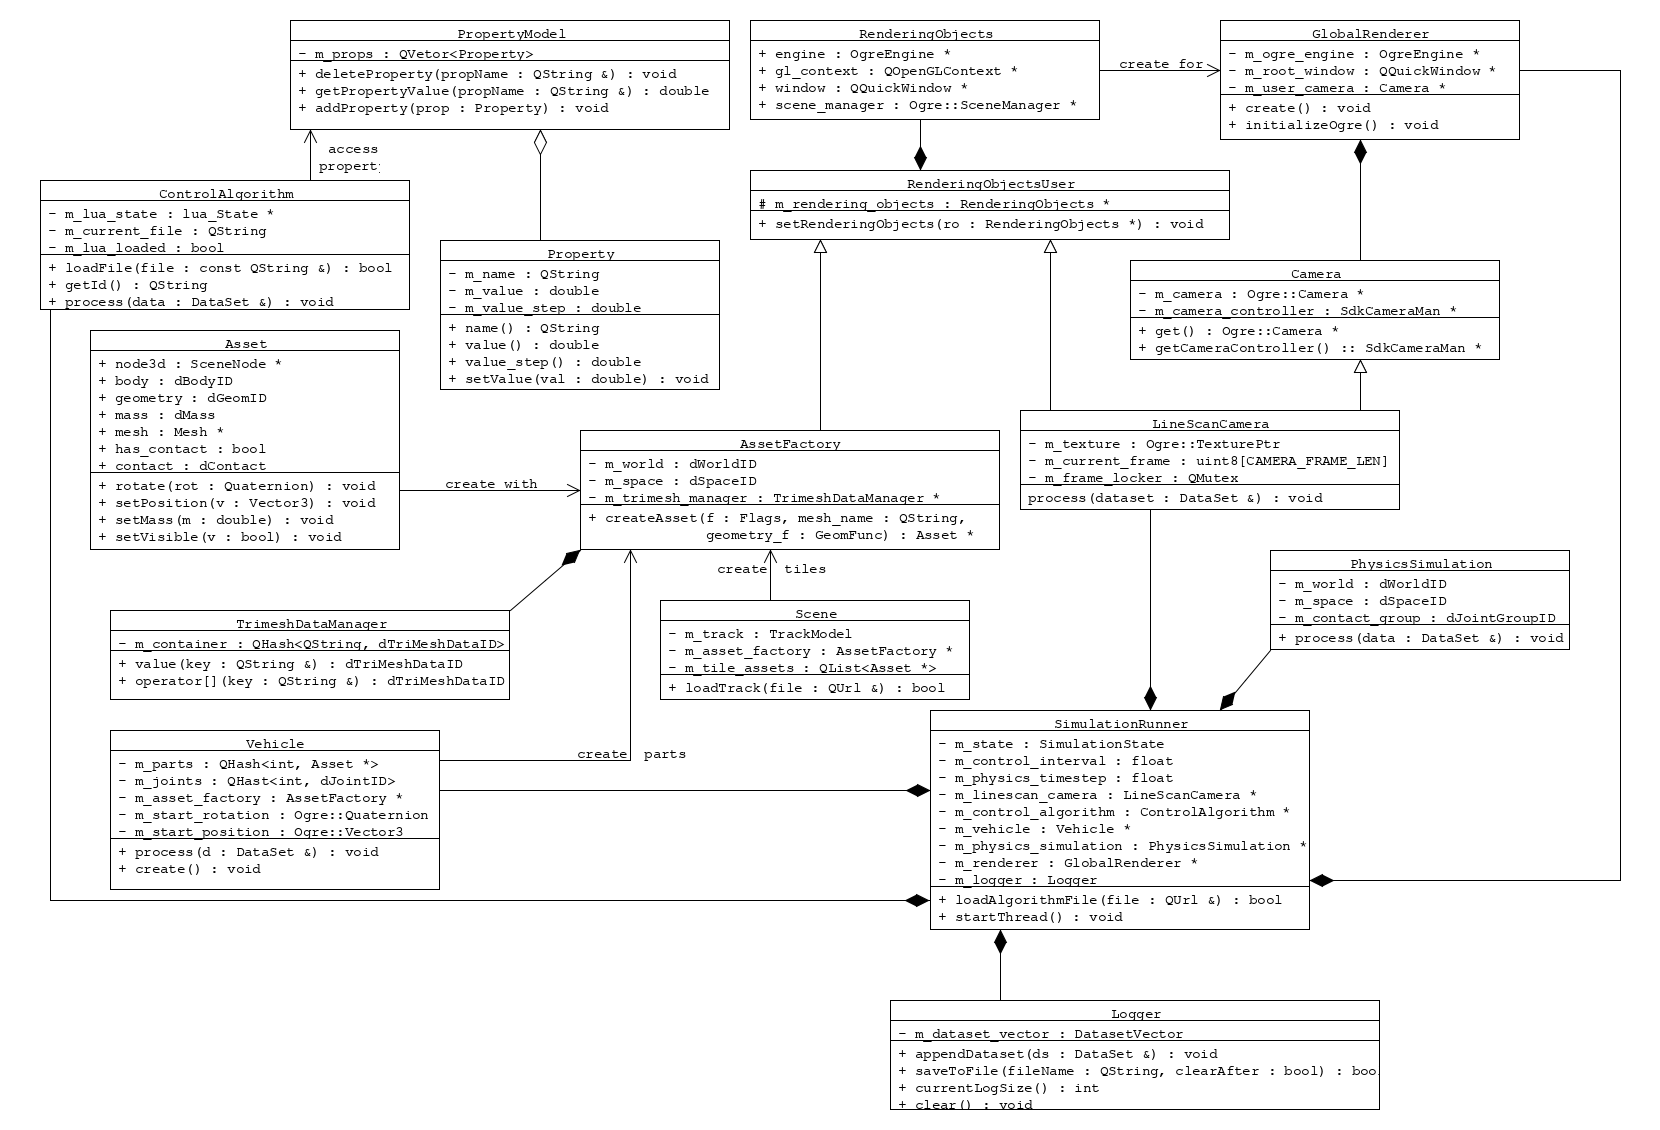 PropertyModel
- m_props : QVetor<Property>
+ deleteProperty(propName : QString &) : void
+ getPropertyValue(propName : QString &) : double
+ addProperty(prop : Property) : void
RenderingObjects
+ engine : OgreEngine *
+ gl_context : QOpenGLContext *
+ window : QQuickWindow *
+ scene_manager : Ogre::SceneManager *
create for
GlobalRenderer
- m_ogre_engine : OgreEngine *
- m_root_window : QQuickWindow *
- m_user_camera : Camera *
+ create() : void
+ initializeOgre() : void
access
propert
ControlAlgorithm
- m_lua_state : lua_State *
- m_current_file : QString
- m_lua_loaded : bool
+ loadFile(file : const QString &) : bool
+ getId() : QString
+ process(data : DataSet &) : void
RenderingObjectsUser
# m_rendering_objects : RenderingObjects *
+ setRenderingObjects(ro : RenderingObjects *) : void
Property
- m_name : QString
- m_value : double
- m_value_step : double
+ name() : QString
+ value() : double
+ value_step() : double
+ setValue(val : double) : void
Camera
- m_camera : Ogre::Camera *
- m_camera_controller : SdkCameraMan *
+ get() : Ogre::Camera *
+ getCameraController() :: SdkCameraMan *
Asset
+ node3d : SceneNode *
+ body : dBodyID
+ geometry : dGeomID
+ mass : dMass
+ mesh : Mesh *
+ has_contact : bool
+ contact : dContact
+ rotate(rot : Quaternion) : void
+ setPosition(v : Vector3) : void
+ setMass(m : double) : void
+ setVisible(v : bool) : void
create with
AssetFactory
- m_world : dWorldID
- m_space : dSpaceID
- m_trimesh_manager : TrimeshDataManager *
+ createAsset(f : Flags, mesh_name : QString,
geometry_f : GeomFunc) : Asset *
LineScanCamera
- m_texture : Ogre::TexturePtr
- m_current_frame : uint8[CAMERA_FRAME_LEN]
- m_frame_locker : QMutex
process(dataset : DataSet &) : void
create tiles
PhysicsSimulation
- m_world : dWorldID
- m_space : dSpaceID
- m_contact_group : dJointGroupID
+ process(data : DataSet &) : void
TrimeshDataManager
- m_container : QHash<QString, dTriMeshDataID>
+ value(key : QString &) : dTriMeshDataID
+ operator[](key : QString &) : dTriMeshDataID
Scene
- m_track : TrackModel
- m_asset_factory : AssetFactory *
- m_tile_assets : QList<Asset *>
+ loadTrack(file : QUrl &) : bool
Vehicle
- m_parts : QHash<int, Asset *>
- m_joints : QHast<int, dJointID>
- m_asset_factory : AssetFactory *
- m_start_rotation : Ogre::Quaternion
- m_start_position : Ogre::Vector3
+ process(d : DataSet &) : void
+ create() : void
create parts
SimulationRunner
- m_state : SimulationState
- m_control_interval : float
- m_physics_timestep : float
- m_linescan_camera : LineScanCamera *
- m_control_algorithm : ControlAlgorithm *
- m_vehicle : Vehicle *
- m_physics_simulation : PhysicsSimulation *
- m_renderer : GlobalRenderer *
- m_logger : Logger
+ loadAlgorithmFile(file : QUrl &) : bool
+ startThread() : void
Logger
- m_dataset_vector : DatasetVector
+ appendDataset(ds : DataSet &) : void
+ saveToFile(fileName : QString, clearAfter : bool) : boo
+ currentLogSize() : int
+ clear() : void